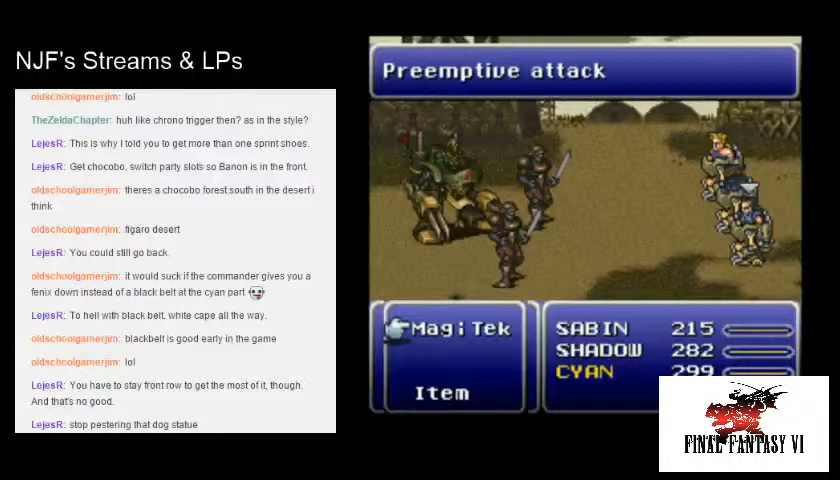 NJF's Streams & LPs
oldschoolgamerjim: lol
TheZeldaChapter: huh like chrono trigger then? as in the style?
LejesR: This is why I told you to get more than one sprint shoes.
LejesR: Get chocobo, switch party slots so Banon is in the front.
oldschoolgamerjim: theres a chocobo forest south in the desert i
think
oldschoolgamerjim: figaro desert
LejesR: You could still go back.
oldschoolgamerjim: it would suck if the commander gives you a
fenix down instead of a black belt at the cyan part
LejesR: To hell with black belt, white cape all the way.
oldschoolgamerjim: blackbelt is good early in the game
oldschoolgamerjim: lol
LejesR: You have to stay front row to get the most of it, though.
And that's no good.
LejesR: stop pestering that dog statue
Preemptive attack
MagiTek
Item
SABIN 215
SHADOW 282
CYAN 299
FINAL FANTASY VI